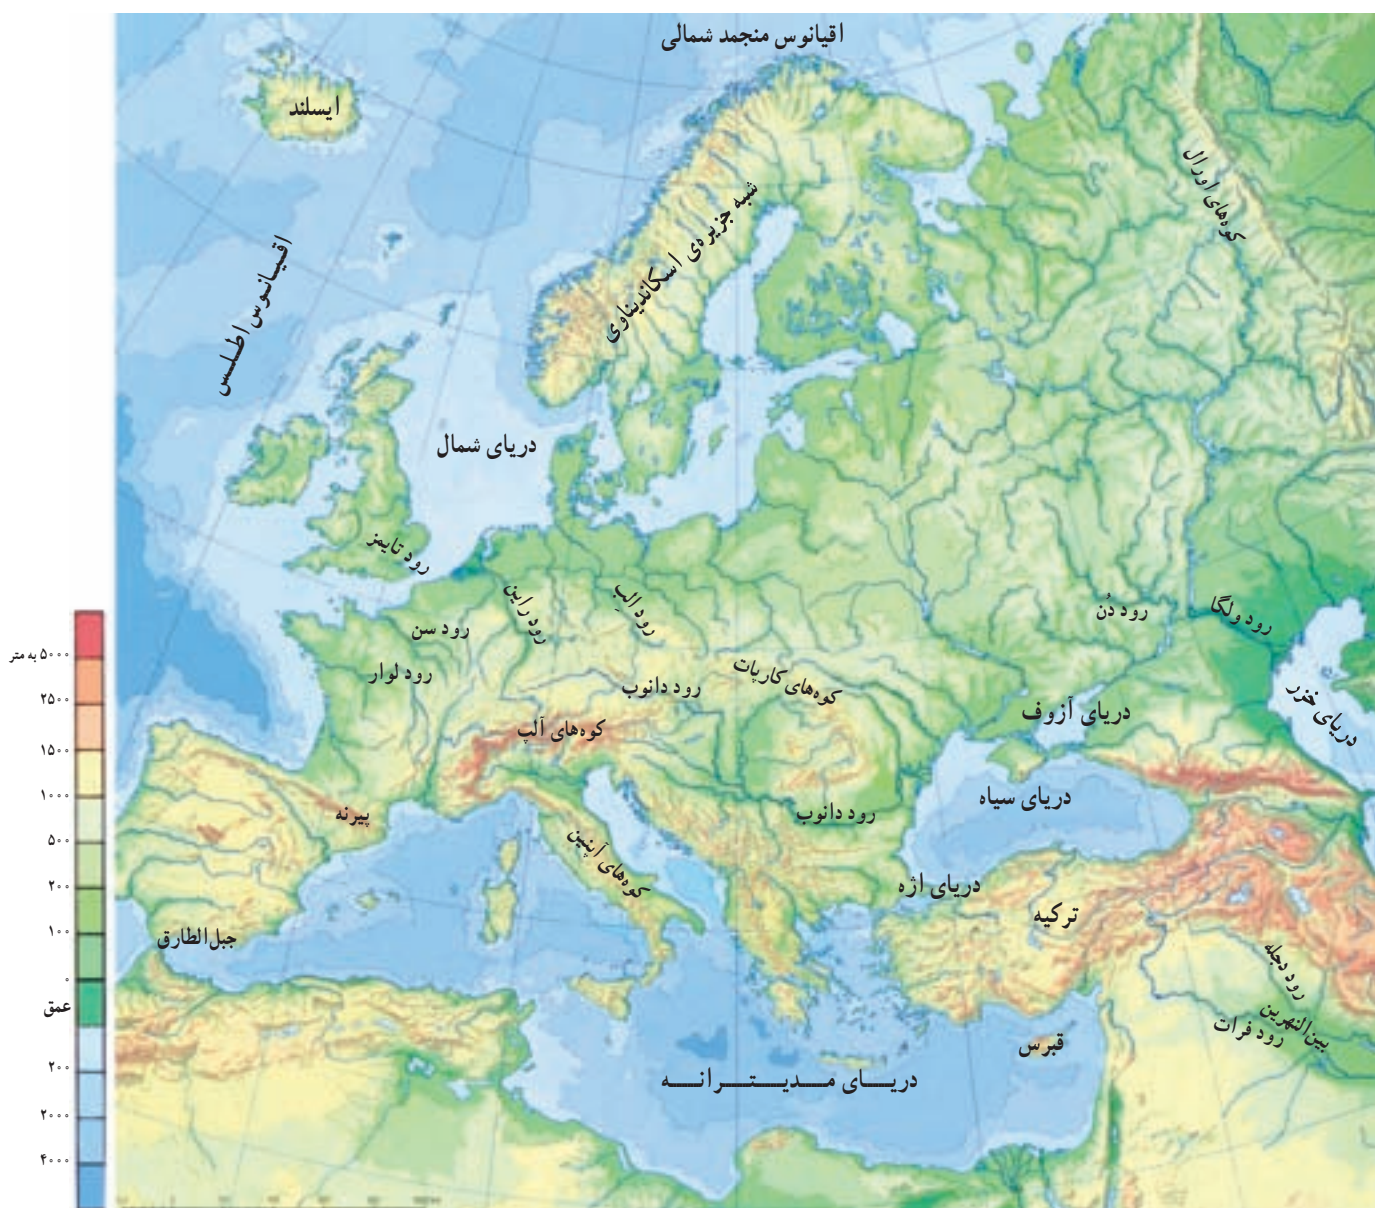 اقیانوس منجمد شمالی
ایسلند
کوه‌های اورال
شبه جزیره‌ی اسکاندیناوی
اقیانوس اطلس
دریای شمال
رود تایمز
رود راین
رود الب
رود دُن
رود ولگا
رود سن
رود لوار
رود دانوب
کوه‌های کارپات
دریای خزر
دریای آزوف
کوه‌های آلپ
دریای سیاه
پیرنه
رود دانوب
کوه‌های آپنین
دریای اژه
ترکیه
جبل‌الطارق
رود دجله
بین‌النهرین
رود فرات
قبرس
دریای مدیترانه
۵۰۰۰ به متر
۲۵۰۰
۱۵۰۰
۱۰۰۰
۵۰۰
۲۰۰
۱۰۰
۰
عمق
۲۰۰
۲۰۰۰
۴۰۰۰